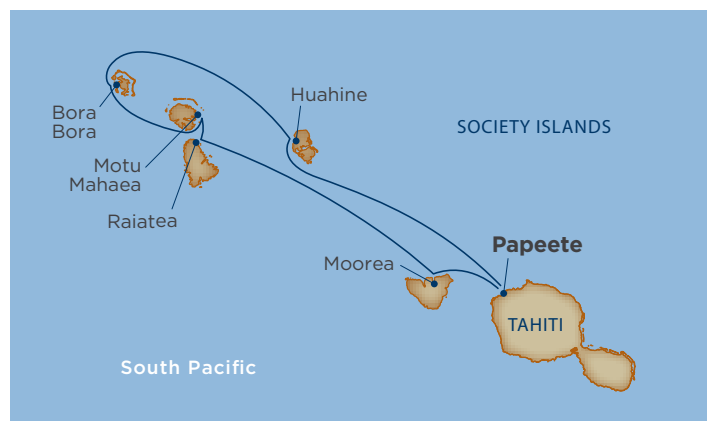 Huahine
Bora
Bora
SOCIETY ISLANDS
Motu
Mahaea
Raiatea
Papeete
Moorea
TAHITI
South Pacific